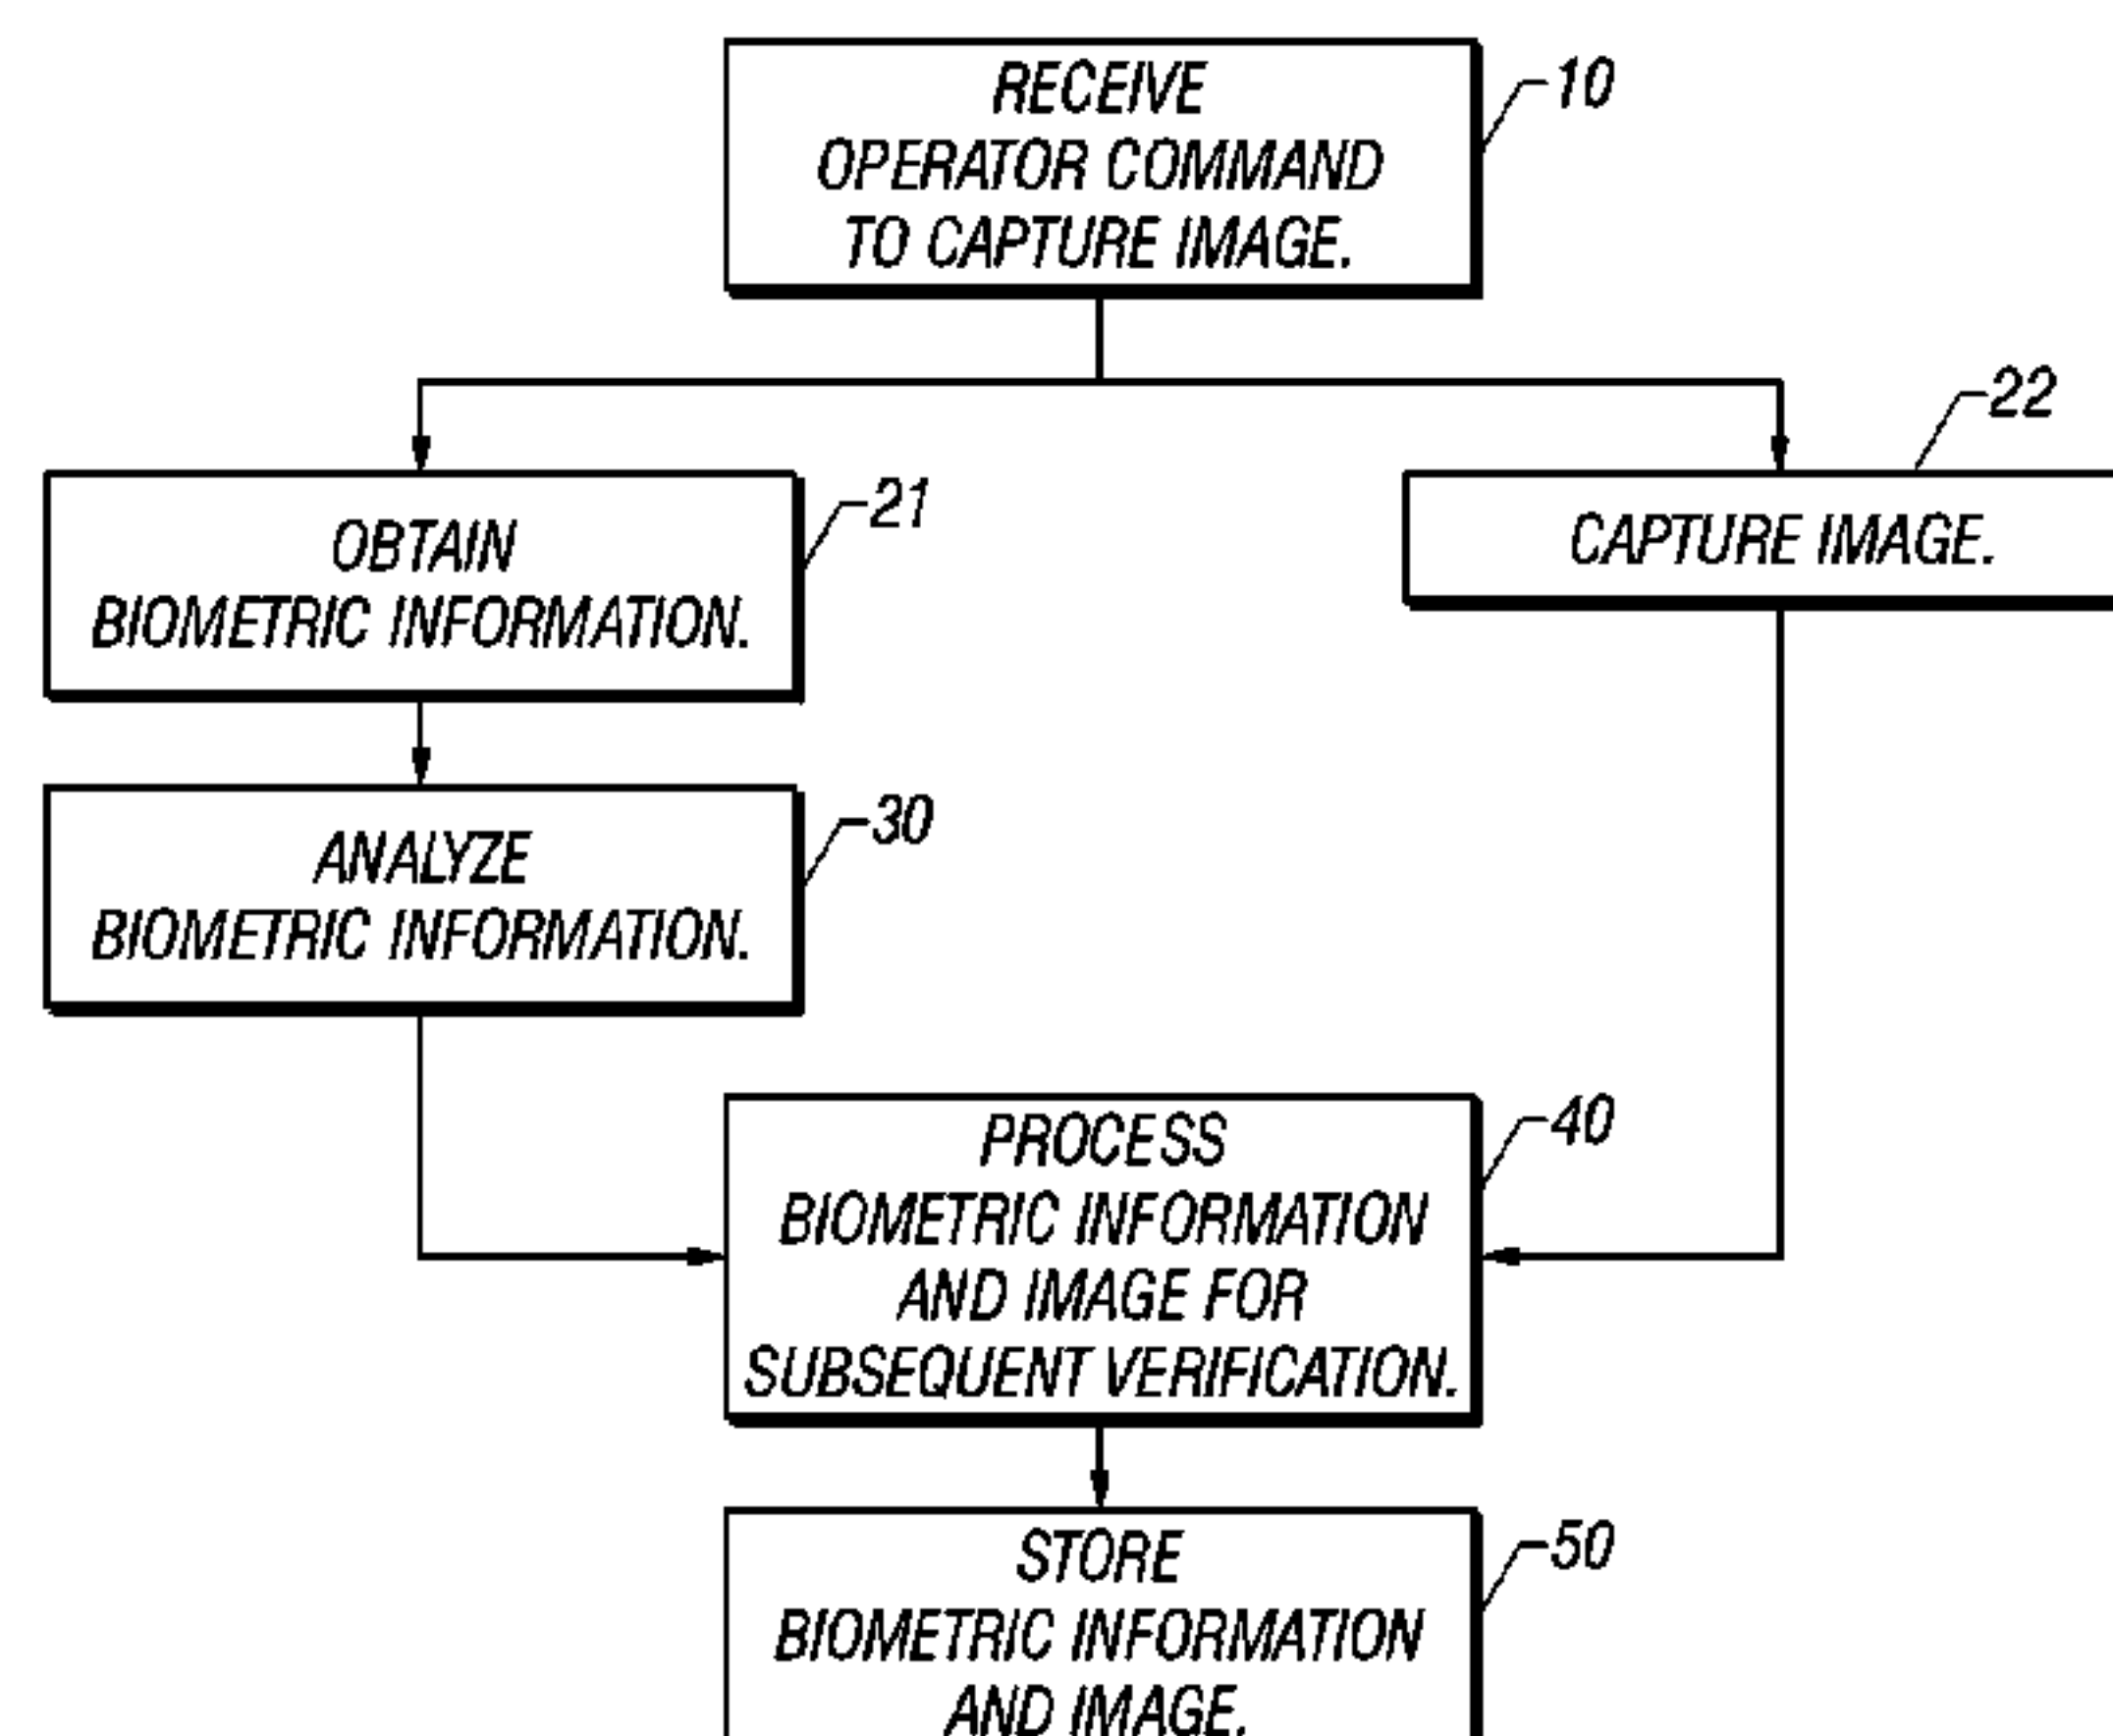 RECEIVE
OPERATOR COMMAND
TO CAPTURE IMAGE.
10
22
OBTAIN
BIOMETRIC INFORMATION.
21
CAPTURE IMAGE.
ANALYZE
BIOMETRIC INFORMATION.
30
PROCESS
BIOMETRIC INFORMATION
AND IMAGE FOR
SUBSEQUENT VERIFICATION.
40
STORE
BIOMETRIC INFORMATION
AND IMAGE.
50